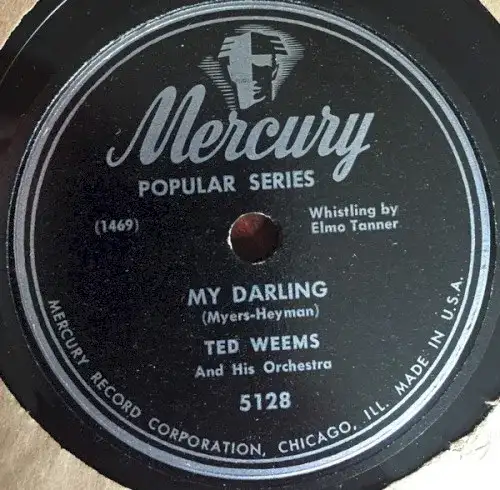 Mercury
POPULAR SERIES
(1469)
Whistling by
Elmo Tanner
MY DARLING
(Myers-Heyman)
TED WEEMS
And His Orchestra
5128
MERCURY RECORD CORPORATION, CHICAGO, ILL. MADE IN U.S.A.